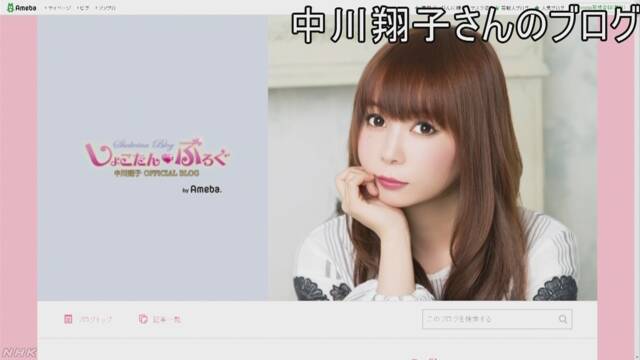 Ameba
中川翔子さんのブログ
Shokotan Blog
しょこたん♥ぶろぐ
中川翔子 OFFICIAL BLOG
by Ameba.
ブログトップ
記事一覧
このブログを検索する
NHK